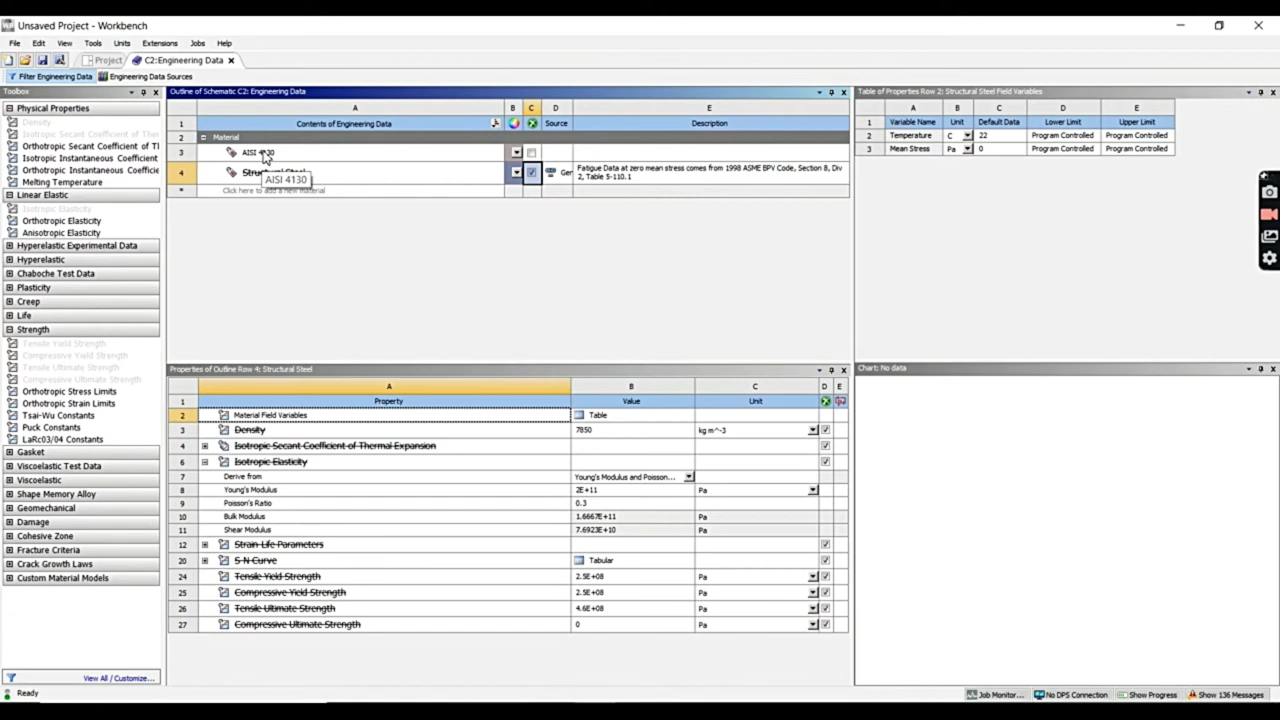 Unsaved Project - Workbench
File Edit View Tools Units Extensions Jobs Help
Project C2:Engineering Data
Filter Engineering Data Engineering Data Sources
Toolbox
Physical Properties
Density
Isotropic Secant Coefficient of Ther
Orthotropic Secant Coefficient of T
Isotropic Instantaneous Coefficient
Orthotropic Instantaneous Coefficie
Melting Temperature
Linear Elastic
Isotropic Elasticity
Orthotropic Elasticity
Anisotropic Elasticity
Hyperelastic Experimental Data
Hyperelastic
Chaboche Test Data
Plasticity
Creep
Life
Strength
Tensile Yield Strength
Compressive Yield Strength
Tensile Ultimate Strength
Compressive Ultimate Strength
Orthotropic Stress Limits
Orthotropic Strain Limits
Tsai-Wu Constants
Puck Constants
LaRc03/04 Constants
Gasket
Viscoelastic Test Data
Viscoelastic
Shape Memory Alloy
Geomechanical
Damage
Cohesive Zone
Fracture Criteria
Crack Growth Laws
Custom Material Models
View All / Customize...
Outline of Schematic C2: Engineering Data
A B C D E
1 Contents of Engineering Data Source Description
2 Material
3 AISI 4130
4 Structural Steel Ger Fatigue Data at zero mean stress comes from 1998 ASME BPV Code, Section 8, Div
2, Table 5-110.1
AISI 4130
* Click here to add a new material
Properties of Outline Row 4: Structural Steel
A B C D E
1 Property Value Unit
2 Material Field Variables Table
3 Density 7850 kg m^-3
4 Isotropic Secant Coefficient of Thermal Expansion
6 Isotropic Elasticity
7 Derive from Young's Modulus and Poisson...
8 Young's Modulus 2E+11 Pa
9 Poisson's Ratio 0.3
10 Bulk Modulus 1.6667E+11 Pa
11 Shear Modulus 7.6923E+10 Pa
12 Strain-Life Parameters
20 S-N Curve Tabular
24 Tensile Yield Strength 2.5E+08 Pa
25 Compressive Yield Strength 2.5E+08 Pa
26 Tensile Ultimate Strength 4.6E+08 Pa
27 Compressive Ultimate Strength 0 Pa
Table of Properties Row 2: Structural Steel Field Variables
A B C D E
1 Variable Name Unit Default Data Lower Limit Upper Limit
2 Temperature C 22 Program Controlled Program Controlled
3 Mean Stress Pa 0 Program Controlled Program Controlled
Chart: No data
Ready
Job Monitor... No DPS Connection Show Progress Show 136 Messages